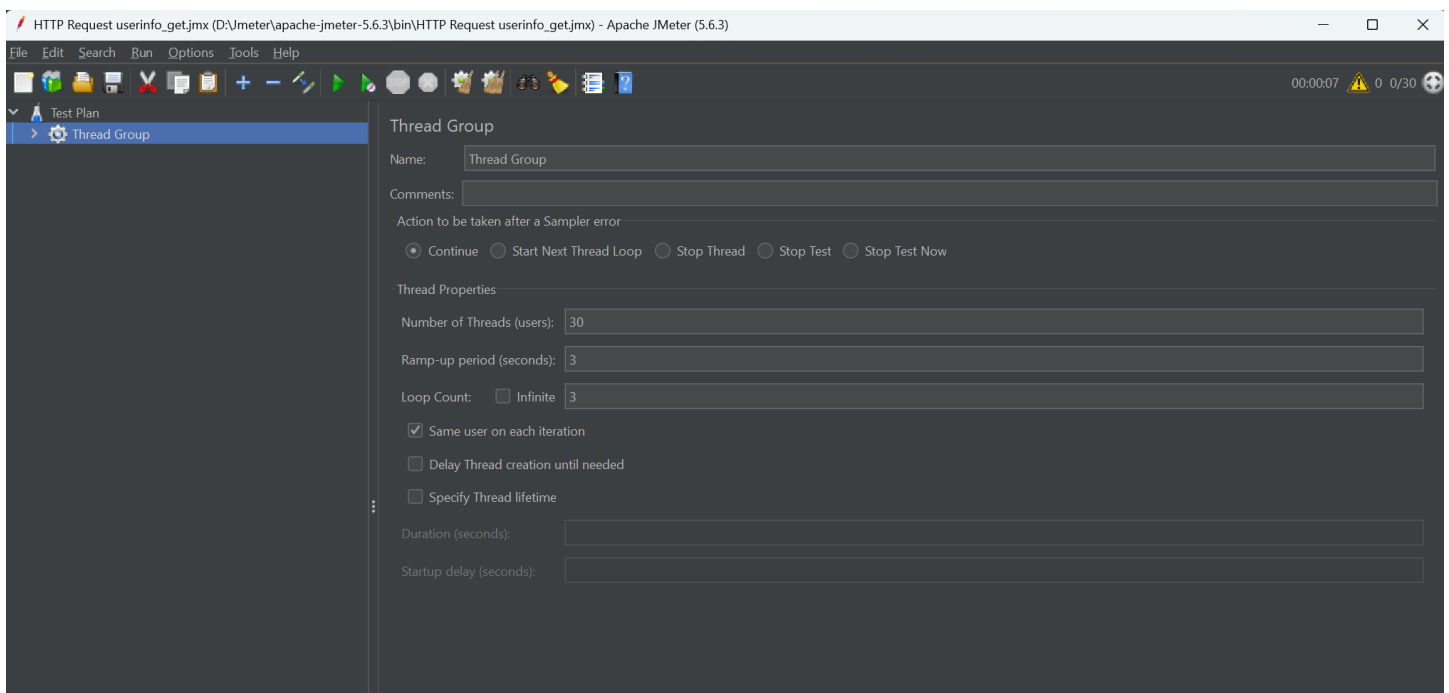 HTTP Request userinfo_get.jmx (D:\Jmeter\apache-jmeter-5.6.3\bin\HTTP Request userinfo_get.jmx) - Apache JMeter (5.6.3)
File Edit Search Run Options Tools Help
STOP 00:00:07 0 0/30
Test Plan
Thread Group
Thread Group
Name: Thread Group
Comments:
Action to be taken after a Sampler error
Continue Start Next Thread Loop Stop Thread Stop Test Stop Test Now
Thread Properties
Number of Threads (users): 30
Ramp-up period (seconds): 3
Loop Count: Infinite 3
Same user on each iteration
Delay Thread creation until needed
Specify Thread lifetime
Duration (seconds):
Startup delay (seconds):